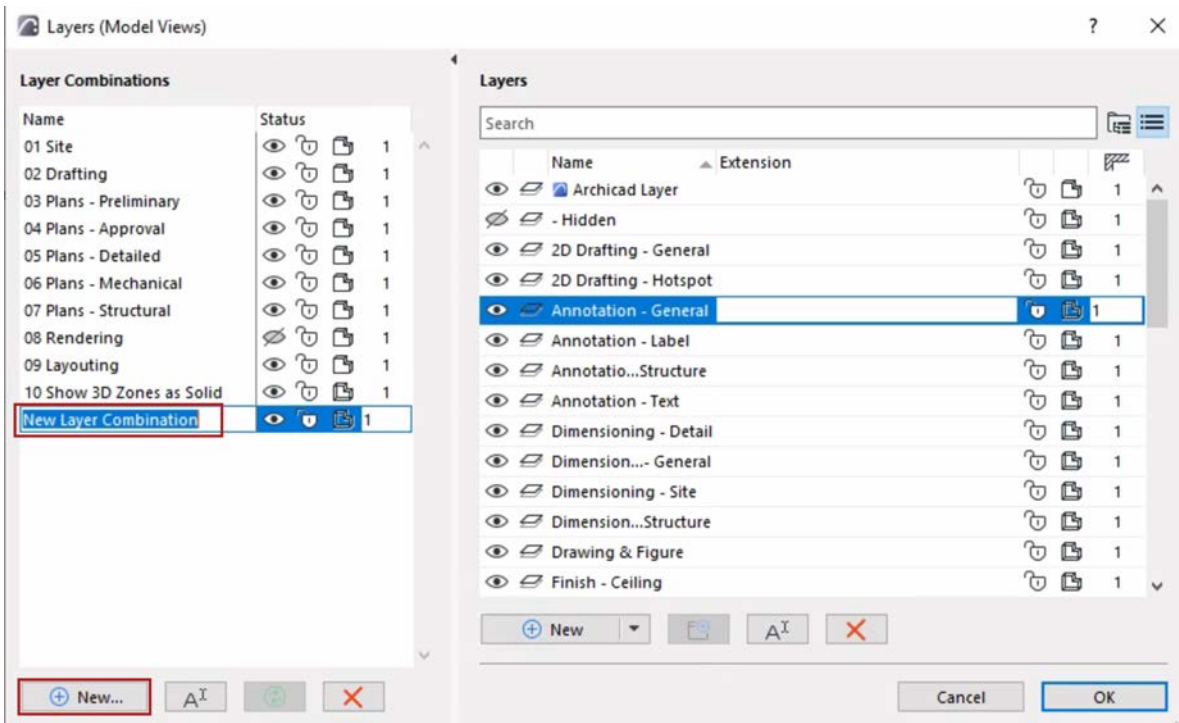 Layers (Model Views)
?
Layer Combinations
Name Status
01 Site 1
02 Drafting 1
03 Plans - Preliminary 1
04 Plans - Approval 1
05 Plans - Detailed 1
06 Plans - Mechanical 1
07 Plans - Structural 1
08 Rendering 1
09 Layouting 1
10 Show 3D Zones as Solid 1
New Layer Combination 1
New...
Layers
Search
Name Extension
Archicad Layer 1
- Hidden 1
2D Drafting - General 1
2D Drafting - Hotspot 1
Annotation - General 1
Annotation - Label 1
Annotatio...Structure 1
Annotation - Text 1
Dimensioning - Detail 1
Dimension...- General 1
Dimensioning - Site 1
Dimension...Structure 1
Drawing & Figure 1
Finish - Ceiling 1
New
Cancel OK